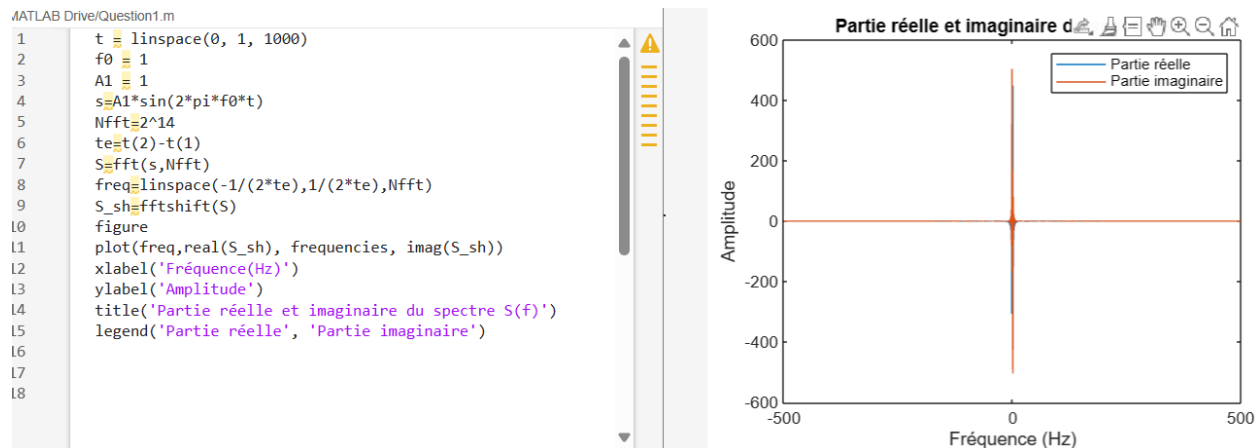 MATLAB Drive/Question1.m
1 t = linspace(0, 1, 1000)
2 f0 = 1
3 A1 = 1
4 s=A1*sin(2*pi*f0*t)
5 Nfft=2^14
6 te=t(2)-t(1)
7 S=fft(s,Nfft)
8 freq=linspace(-1/(2*te),1/(2*te),Nfft)
9 S_sh=fftshift(S)
10 figure
11 plot(freq,real(S_sh), frequencies, imag(S_sh))
12 xlabel('Fréquence(Hz)')
13 ylabel('Amplitude')
14 title('Partie réelle et imaginaire du spectre S(f)')
15 legend('Partie réelle', 'Partie imaginaire')
16
17
18
Partie réelle et imaginaire d
Partie réelle
Partie imaginaire
600
400
200
0
-200
-400
-600
Amplitude
-500 0 500
Fréquence (Hz)